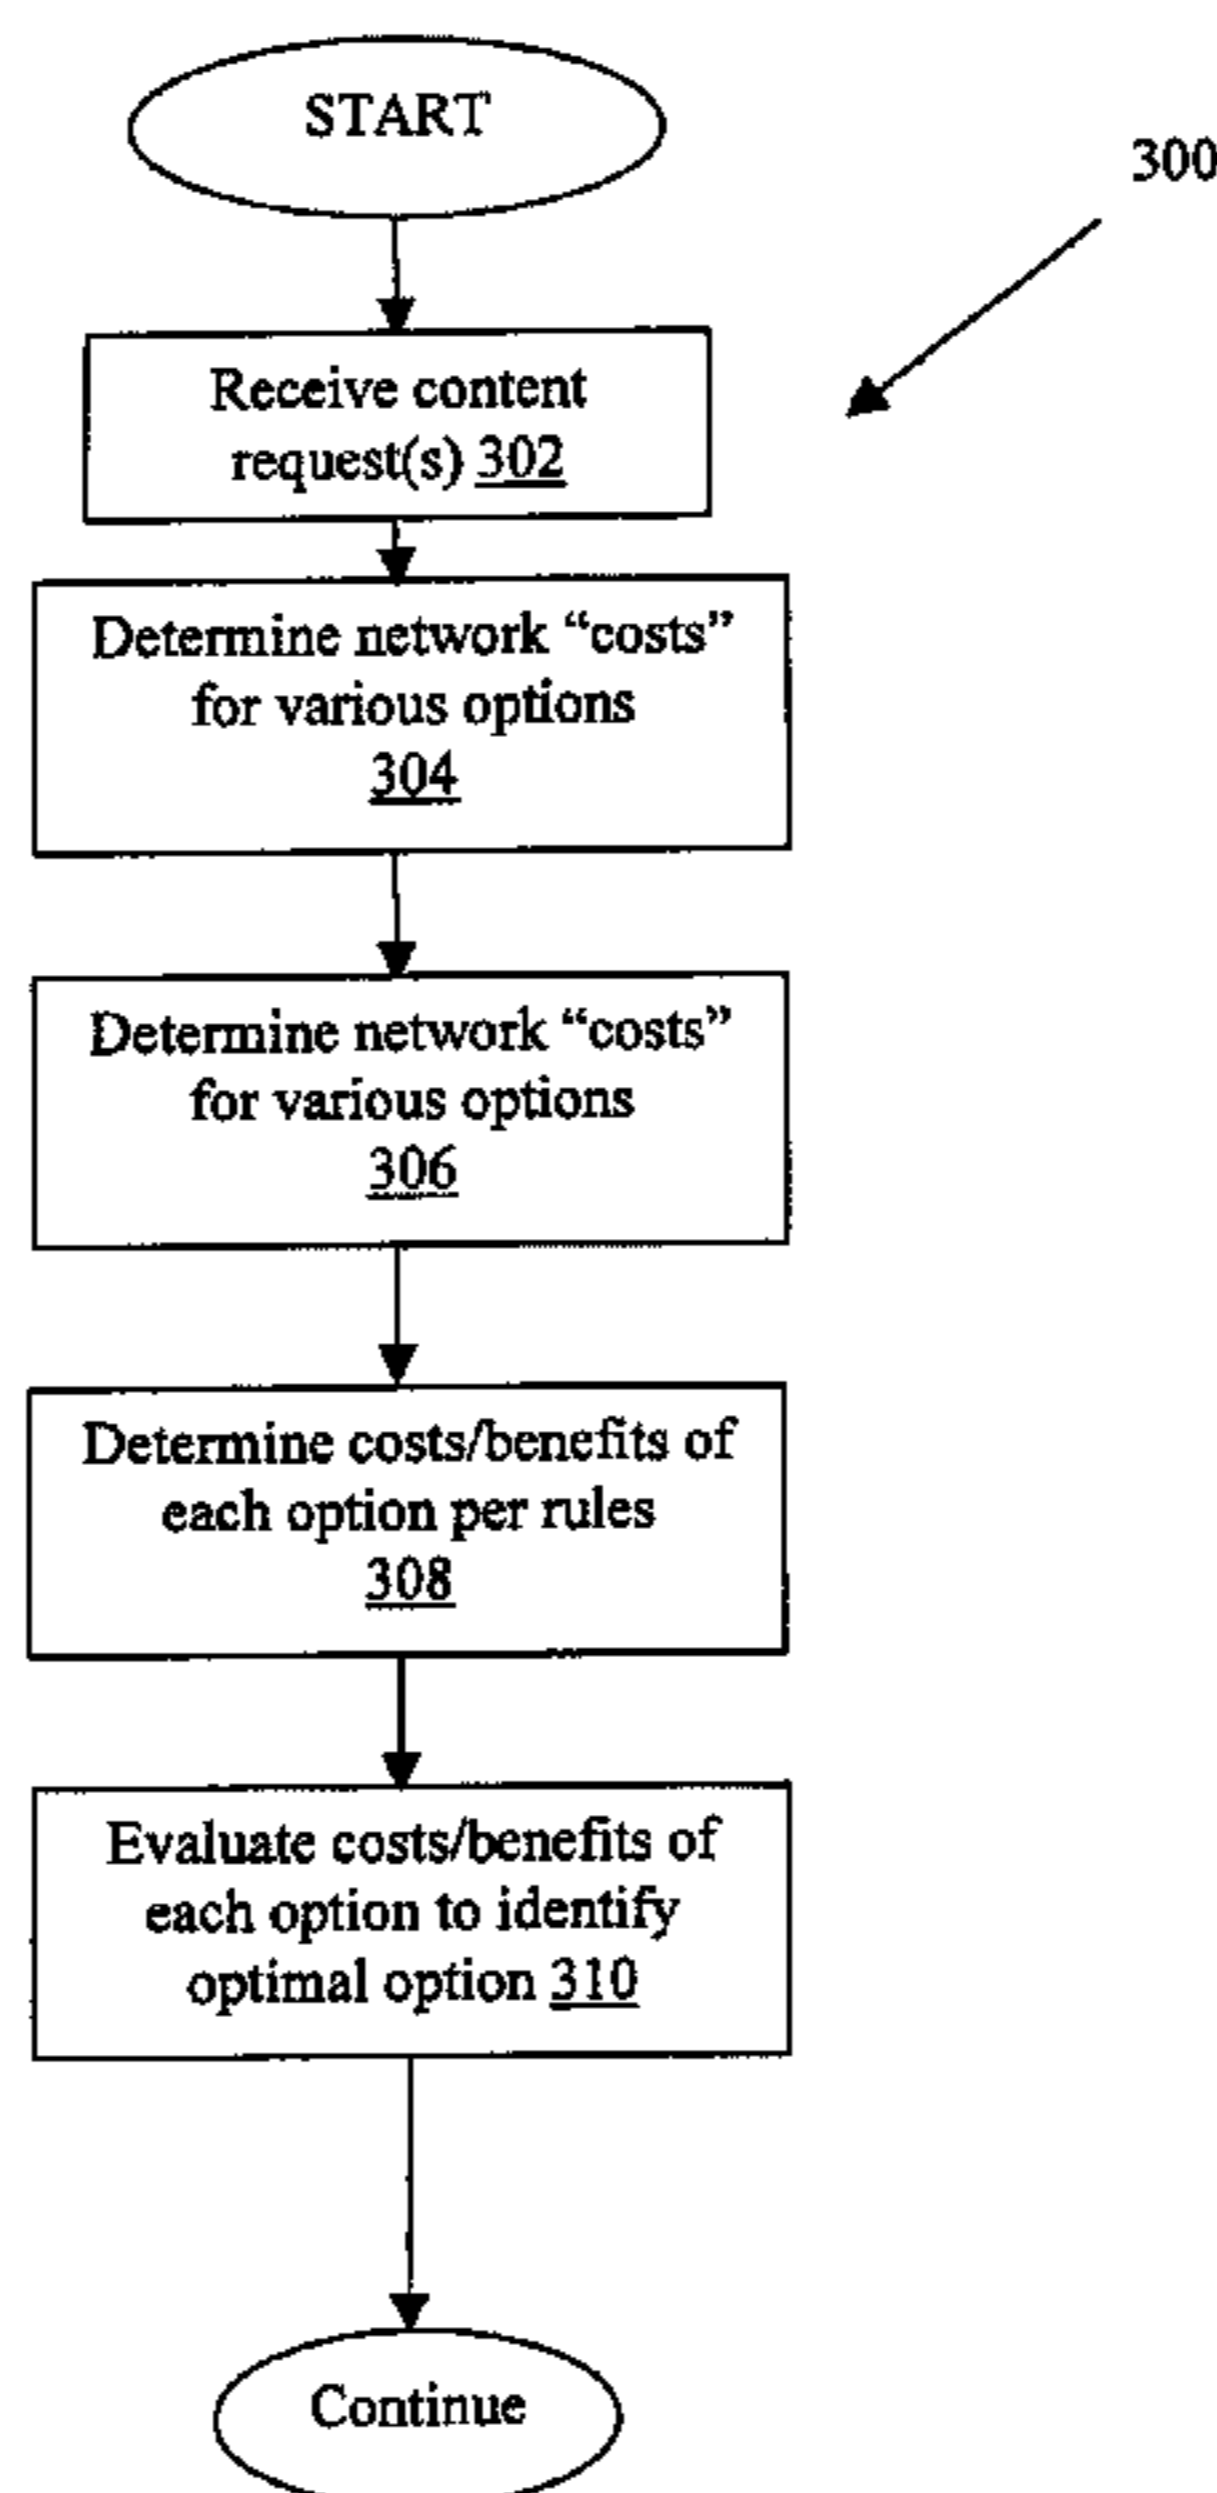 START
300
Receive content
request(s) 302
Determine network “costs”
for various options
304
Determine network “costs”
for various options
306
Determine costs/benefits of
each option per rules
308
Evaluate costs/benefits of
each option to identify
optimal option 310
Continue